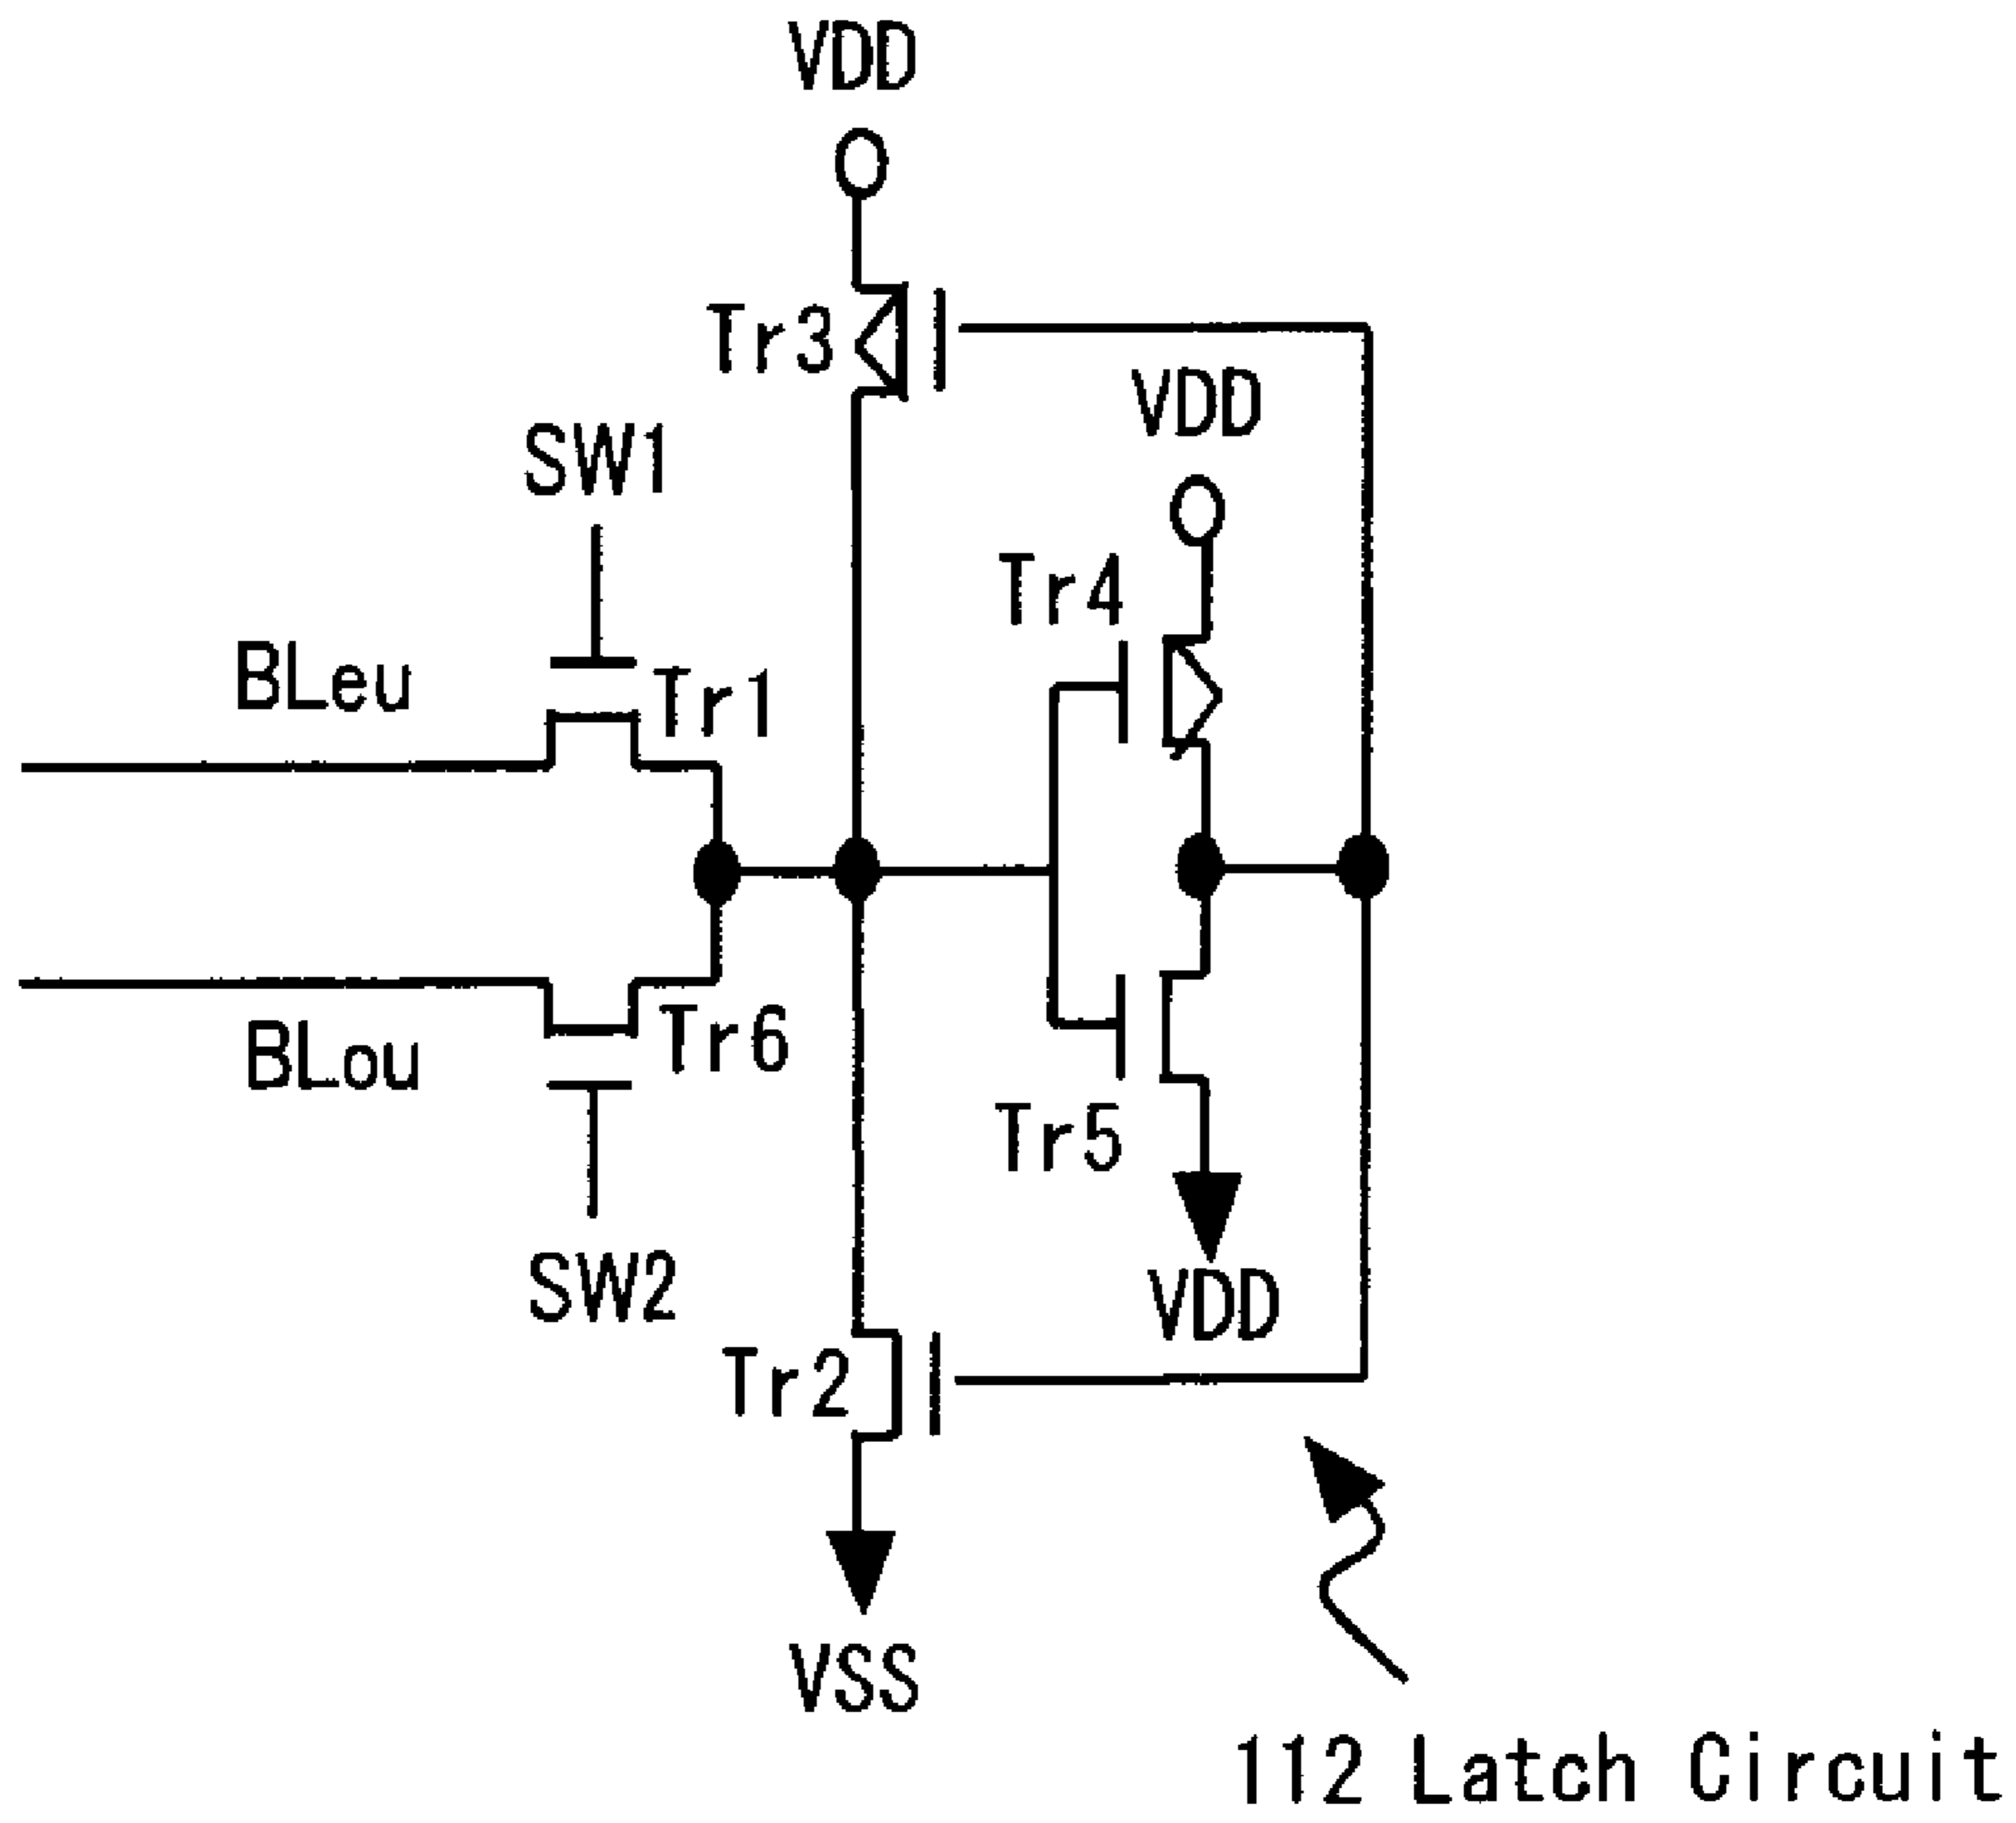 VDD
Tr3
VDD
SW1
Tr4
BLeu
Tr1
BLou
Tr6
Tr5
SW2
VDD
Tr2
VSS
112 Latch Circuit